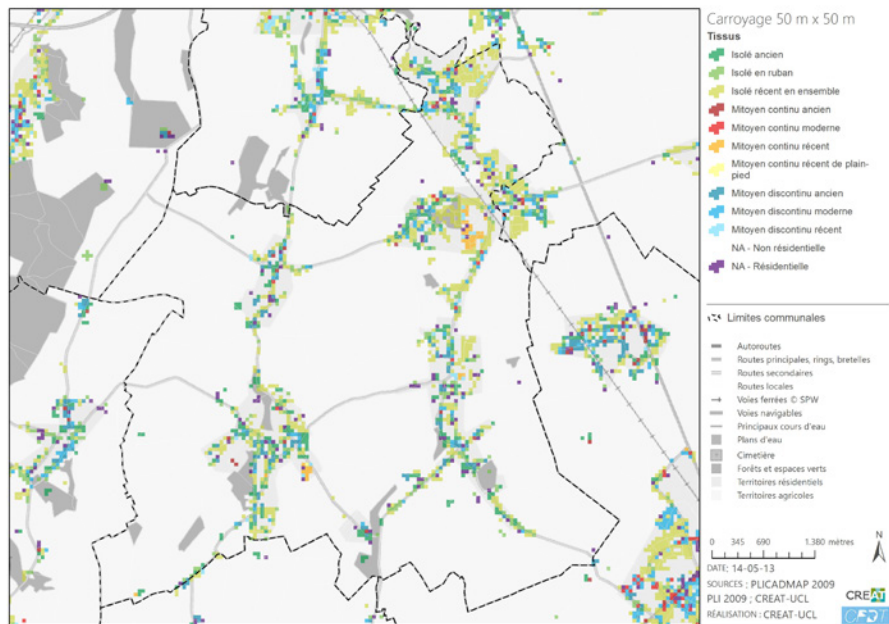 Carroyage 50 m x 50 m
Tissus
Isolé ancien
Isolé en ruban
Isolé récent en ensemble
Mitoyen continu ancien
Mitoyen continu moderne
Mitoyen continu récent
Mitoyen continu récent de plain-
pied
Mitoyen discontinu ancien
Mitoyen discontinu moderne
Mitoyen discontinu récent
NA - Non résidentielle
NA - Résidentielle
Limites communales
Autoroutes
Routes principales, rings, bretelles
Routes secondaires
Routes locales
Voies ferrées © SPW
Voies navigables
Principaux cours d'eau
Plans d'eau
Cimetière
Forêts et espaces verts
Territoires résidentiels
Territoires agricoles
0 345 690 1.380 mètres
N
DATE: 14-05-13
SOURCES : PLICADMAP 2009
PLI 2009 ; CREAT-UCL
RÉALISATION : CREAT-UCL
CREAT
CPDT